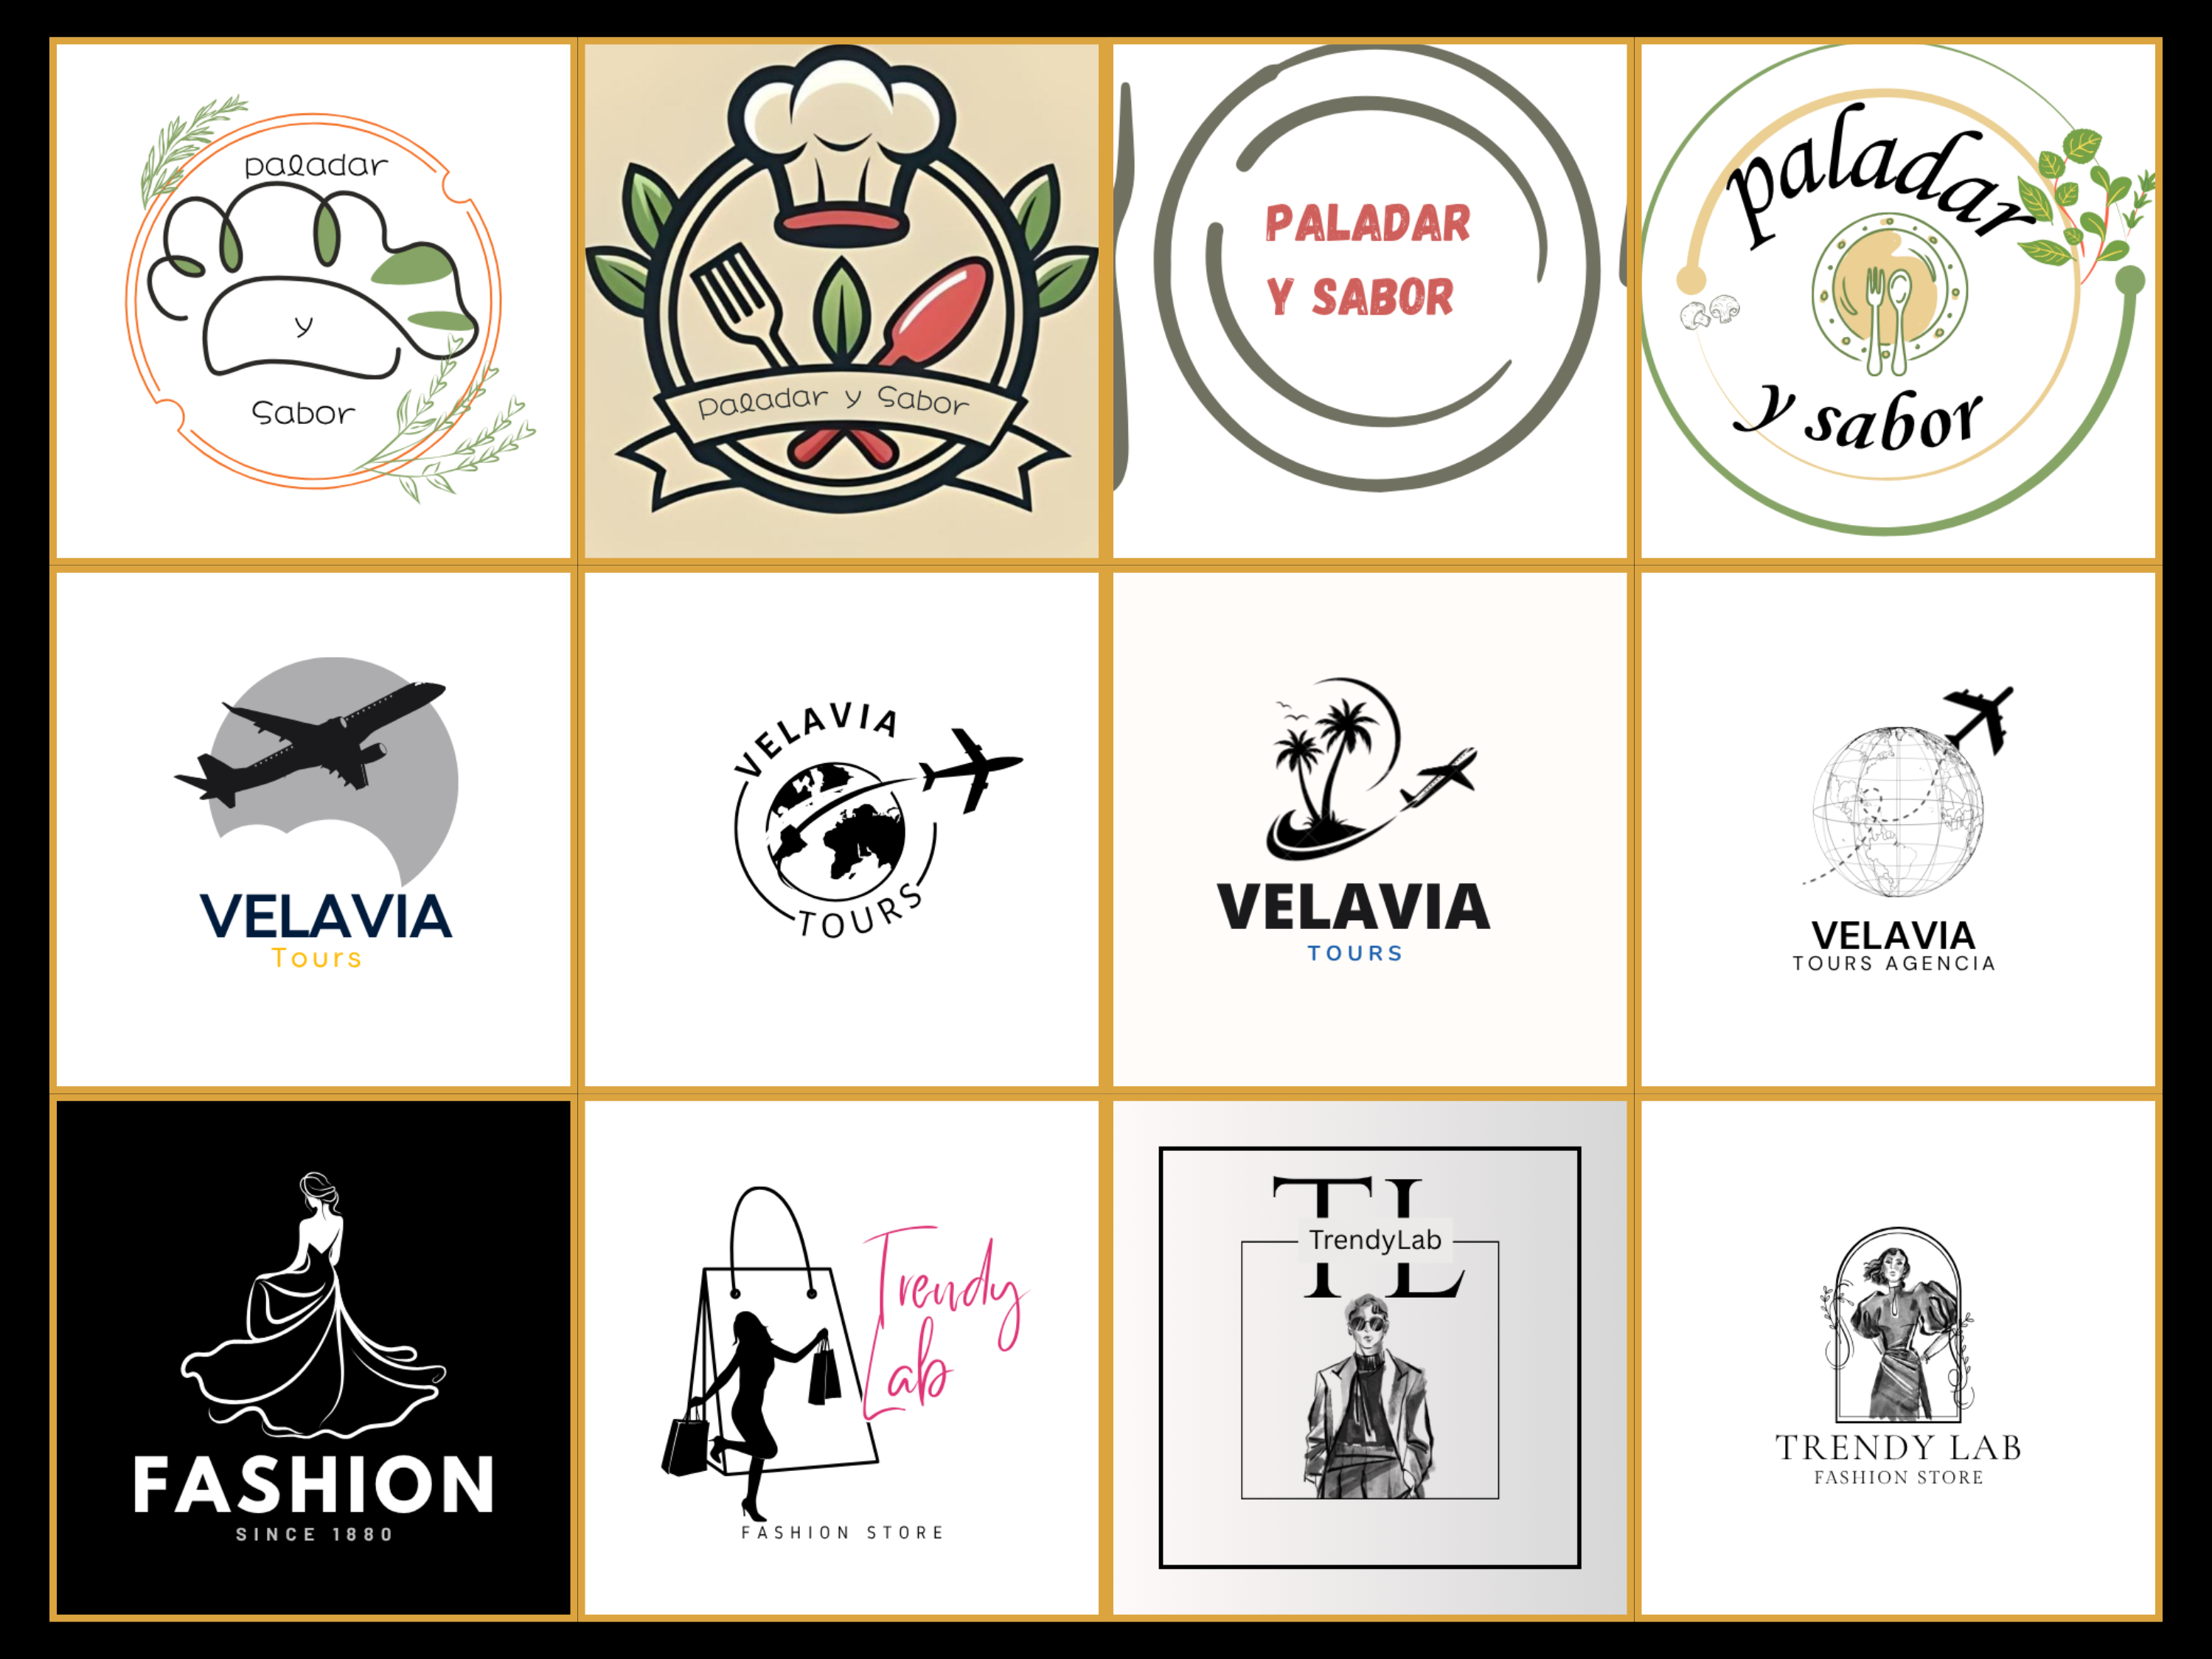 paladar
y
Sabor
Paladar y Sabor
PALADAR
Y SABOR
paladar
y sabor
VELAVIA
Tours
VELAVIA
TOURS
VELAVIA
TOURS
VELAVIA
TOURS AGENCIA
FASHION
SINCE 1880
Trendy
Lab
FASHION STORE
TL
TrendyLab
TRENDY LAB
FASHION STORE